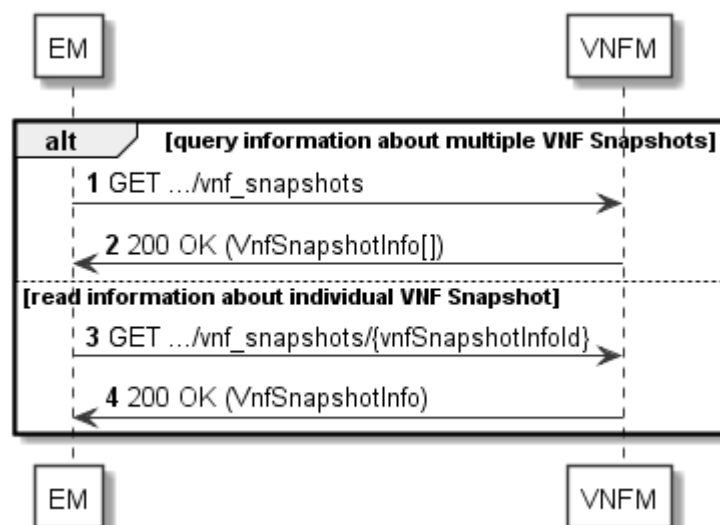 EM VNFM
alt [query information about multiple VNF Snapshots]
1 GET .../vnf_snapshots
2 200 OK (VnfSnapshotInfo[])
[read information about individual VNF Snapshot]
3 GET .../vnf_snapshots/{vnfSnapshotInfoId}
4 200 OK (VnfSnapshotInfo)
EM VNFM